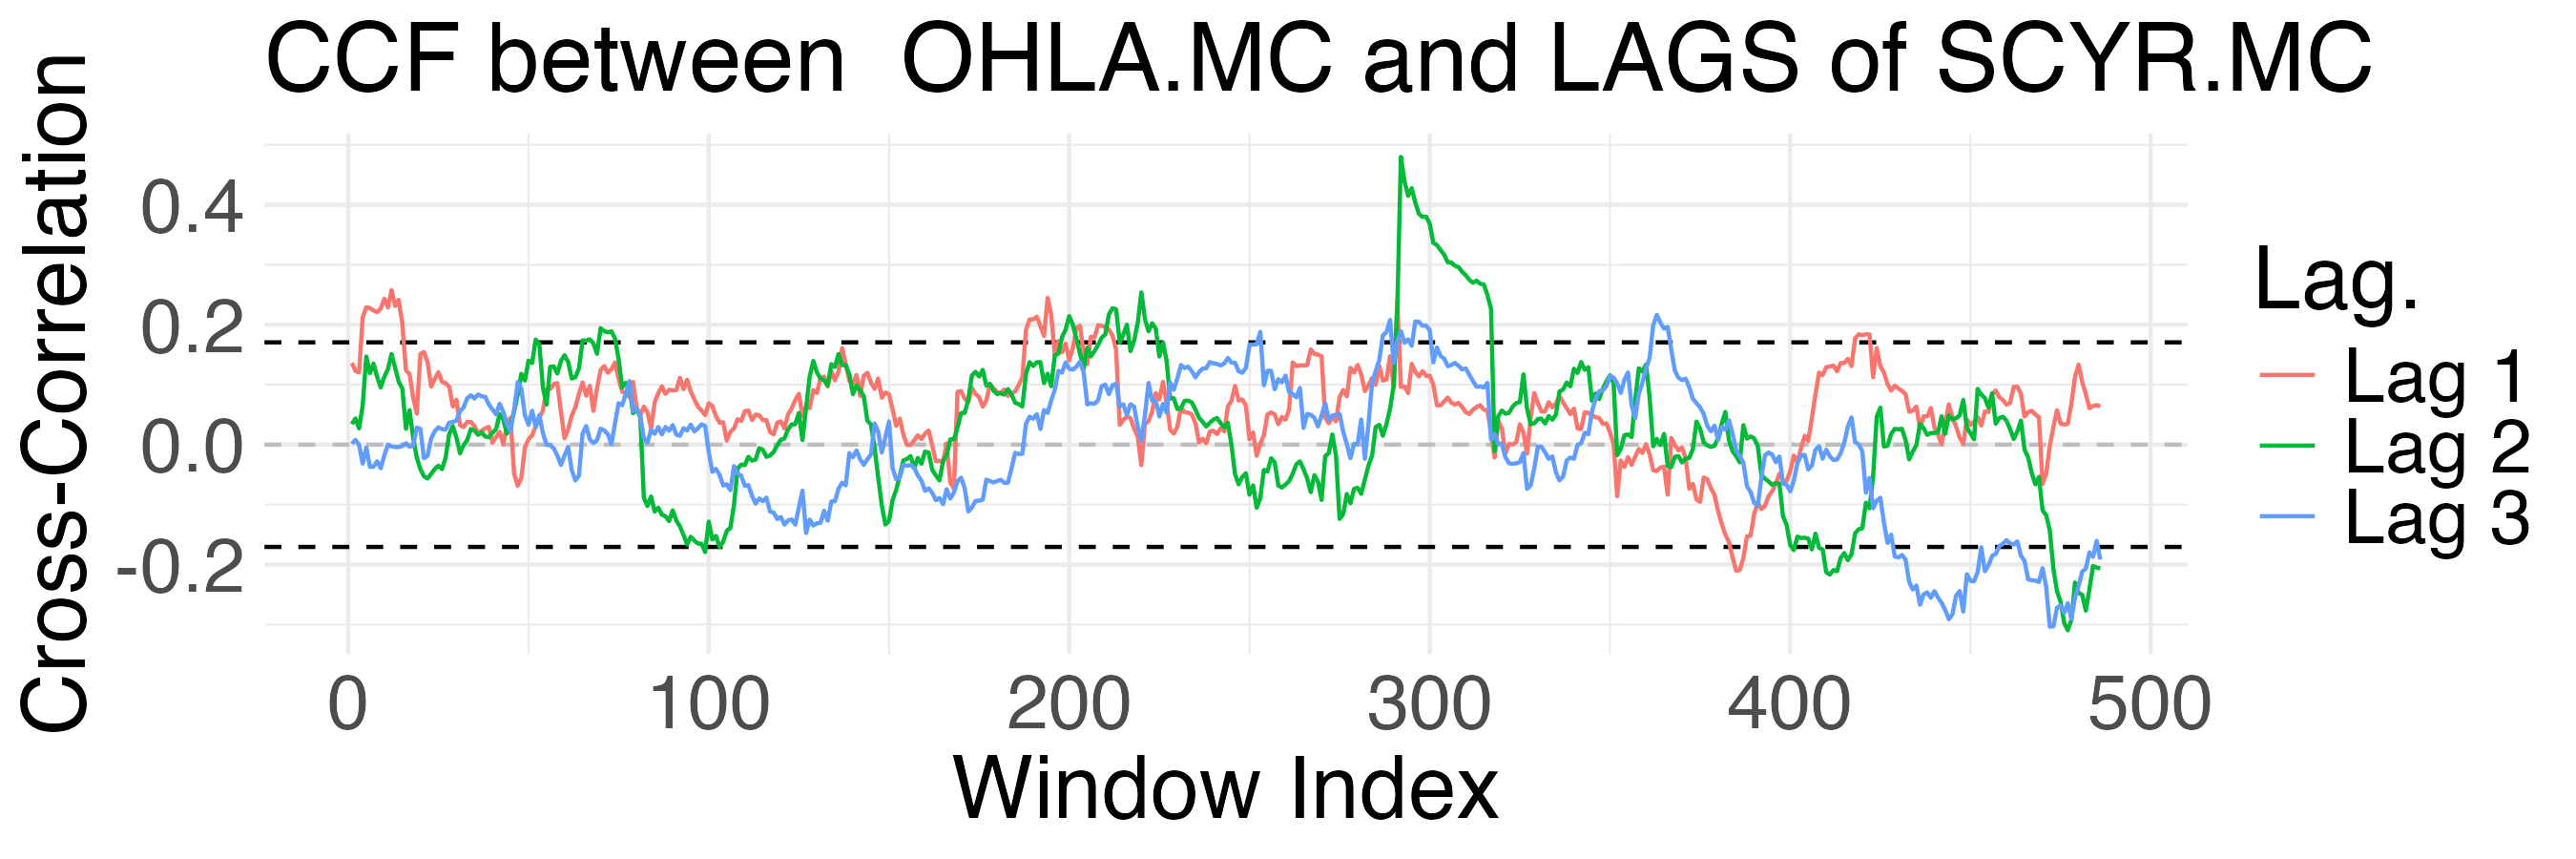 CCF between  OHLA.MC and LAGS of SCYR.MC
Cross-Correlation
0.4
0.2
0.0
-0.2
0 100 200 300 400 500
Window Index
Lag.
Lag 1
Lag 2
Lag 3